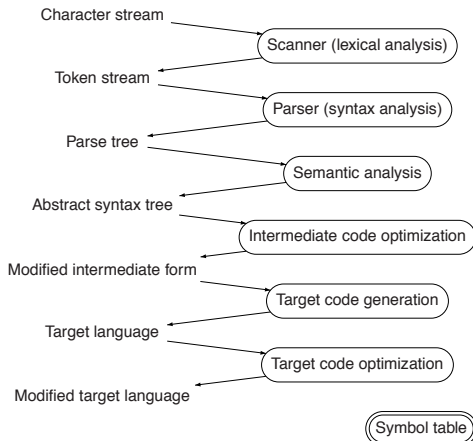 Character stream
Scanner (lexical analysis)
Token stream
Parser (syntax analysis)
Parse tree
Semantic analysis
Abstract syntax tree
Intermediate code optimization
Modified intermediate form
Target code generation
Target language
Target code optimization
Modified target language
Symbol table